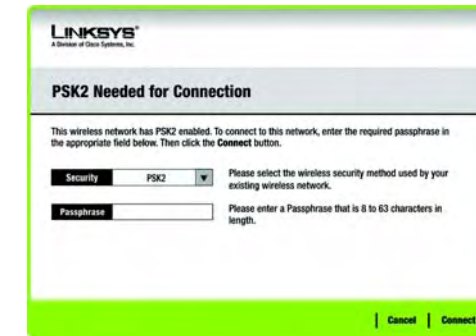 LINKSYS®
A Division of Cisco Systems, Inc.
PSK2 Needed for Connection
This wireless network has PSK2 enabled. To connect to this network, enter the required passphrase in
the appropriate field below. Then click the Connect button.
Security PSK2 Please select the wireless security method used by your
existing wireless network.
Passphrase Please enter a Passphrase that is 8 to 63 characters in
length.
Cancel Connect